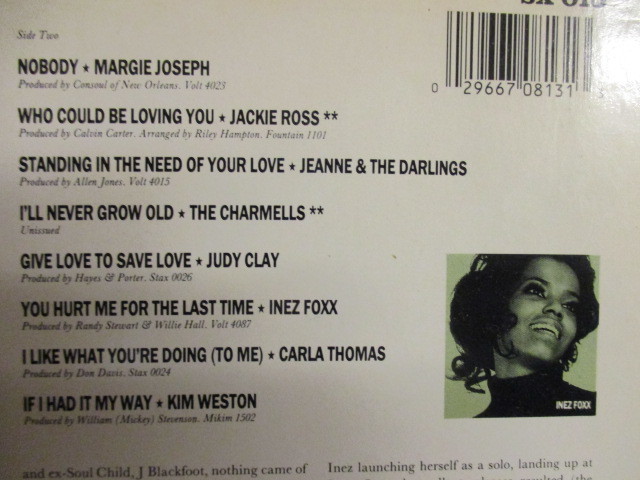 Side Two
NOBODY ★ MARGIE JOSEPH
Produced by Consoul of New Orleans. Volt 4023
WHO COULD BE LOVING YOU ★ JACKIE ROSS **
Produced by Calvin Carter. Arranged by Riley Hampton. Fountain 1101
STANDING IN THE NEED OF YOUR LOVE ★ JEANNE & THE DARLINGS
Produced by Allen Jones. Volt 4015
I'LL NEVER GROW OLD ★ THE CHARMELLS **
Unissued
GIVE LOVE TO SAVE LOVE ★ JUDY CLAY
Produced by Hayes & Porter. Stax 0026
YOU HURT ME FOR THE LAST TIME ★ INEZ FOXX
Produced by Randy Stewart & Willie Hall. Volt 4087
I LIKE WHAT YOU'RE DOING (TO ME) ★ CARLA THOMAS
Produced by Don Davis. Stax 0024
IF I HAD IT MY WAY ★ KIM WESTON
Produced by William (Mickey) Stevenson. Mikim 1502
0 29667 08131
INEZ FOXX
and ex-Soul Child, J Blackfoot, nothing came of
Inez launching herself as a solo, landing up at